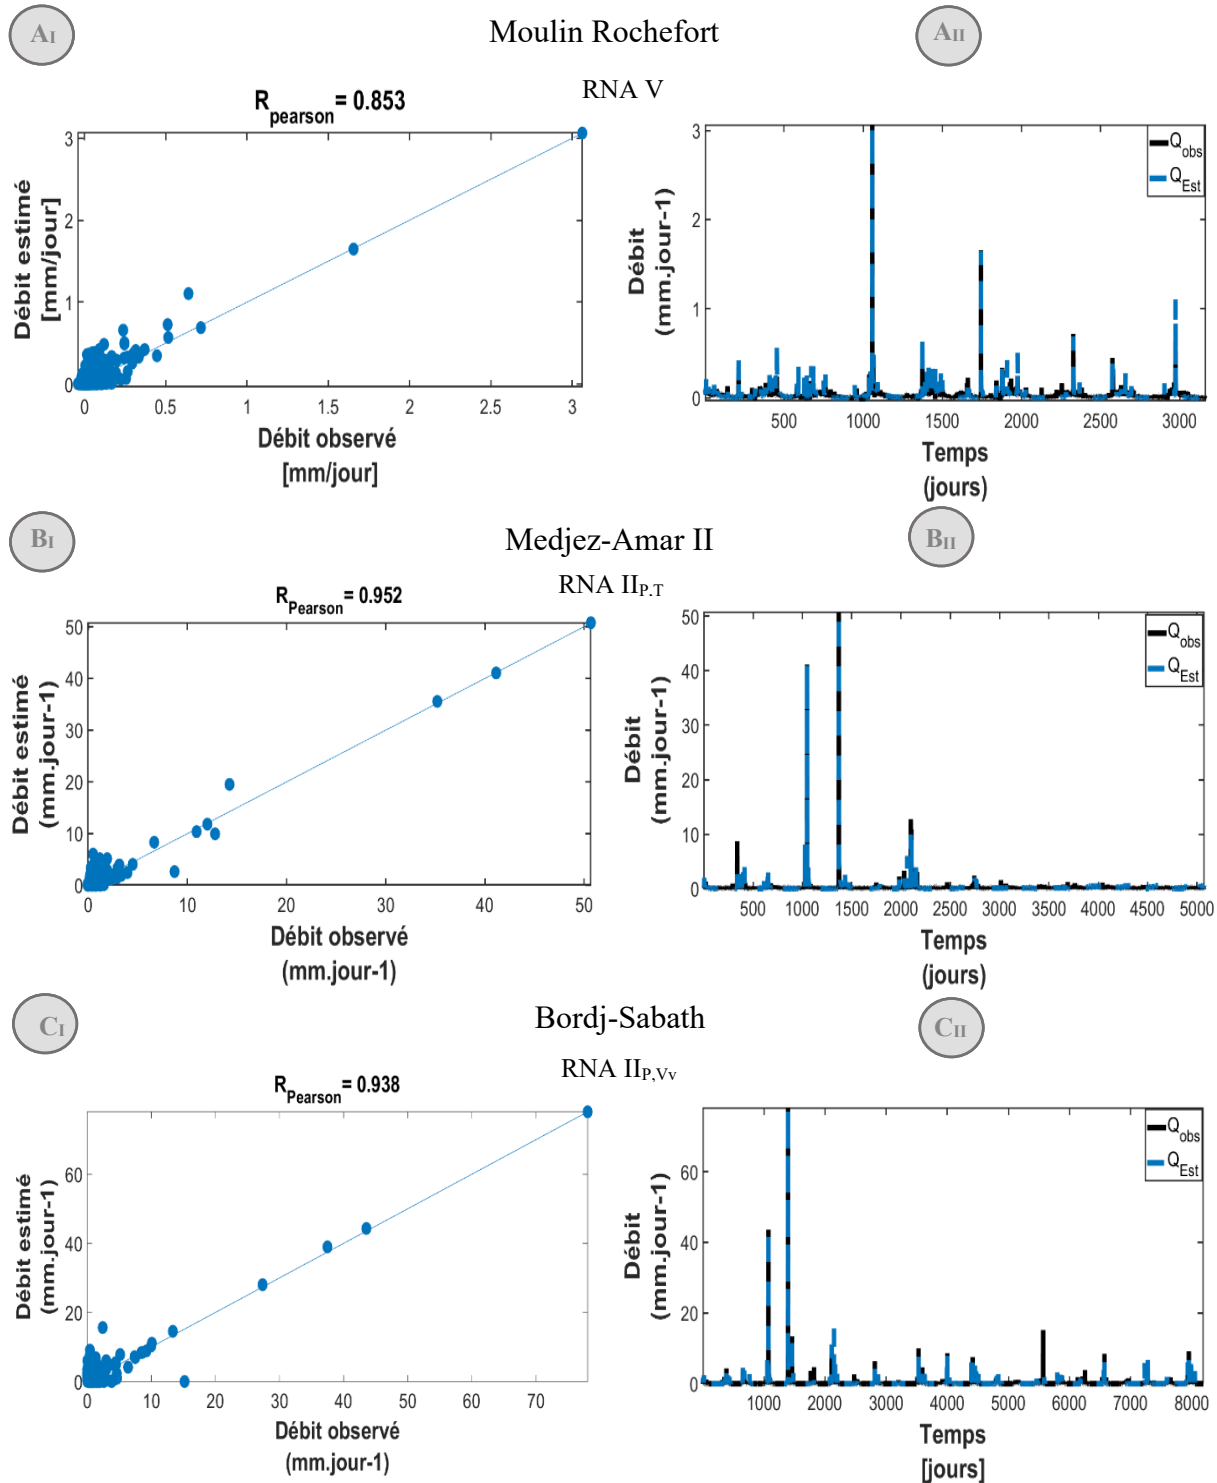 AI
Moulin Rochefort
AII
RNA V
Rpearson = 0.853
3
2
1
0
0
0.5
1
1.5
2
2.5
3
Débit estimé
[mm/jour]
Débit observé
[mm/jour]
3
2
1
0
500
1000
1500
2000
2500
3000
Débit
(mm.jour-1)
Temps
(jours)
Qobs
QEst
BI
Medjez-Amar II
BII
RNA IIP,T
RPearson = 0.952
50
40
30
20
10
0
0
10
20
30
40
50
Débit estimé
(mm.jour-1)
Débit observé
(mm.jour-1)
50
40
30
20
10
0
500
1000
1500
2000
2500
3000
3500
4000
4500
5000
Débit
(mm.jour-1)
Temps
(jours)
Qobs
QEst
CI
Bordj-Sabath
CII
RNA IIP,Vv
RPearson = 0.938
60
40
20
0
0
10
20
30
40
50
60
70
Débit estimé
(mm.jour-1)
Débit observé
(mm.jour-1)
60
40
20
0
1000
2000
3000
4000
5000
6000
7000
8000
Débit
(mm.jour-1)
Temps
[jours]
Qobs
QEst